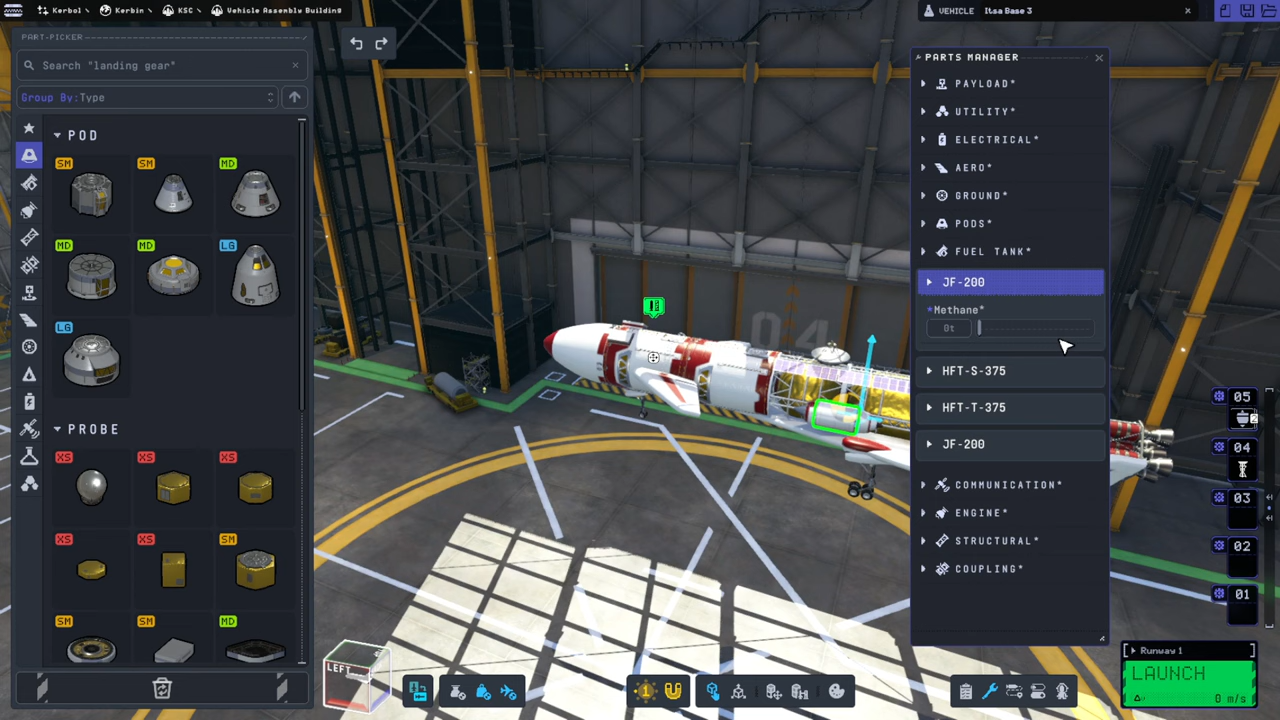 Kerbol
Kerbin
KSC
Vehicle Assembly Building
VEHICLE
Itsa Base 3
PART-PICKER
Search "landing gear"
Group By:Type
POD
SM
SM
MD
MD
MD
LG
LG
PROBE
XS
XS
XS
XS
XS
SM
SM
SM
MD
04
PARTS MANAGER
PAYLOAD*
UTILITY*
ELECTRICAL*
AERO*
GROUND*
PODS*
FUEL TANK*
JF-200
*Methane*
0t
HFT-S-375
HFT-T-375
JF-200
COMMUNICATION*
ENGINE*
STRUCTURAL*
COUPLING*
05
2
04
03
02
01
LEFT
1
Runway 1
LAUNCH
0 m/s